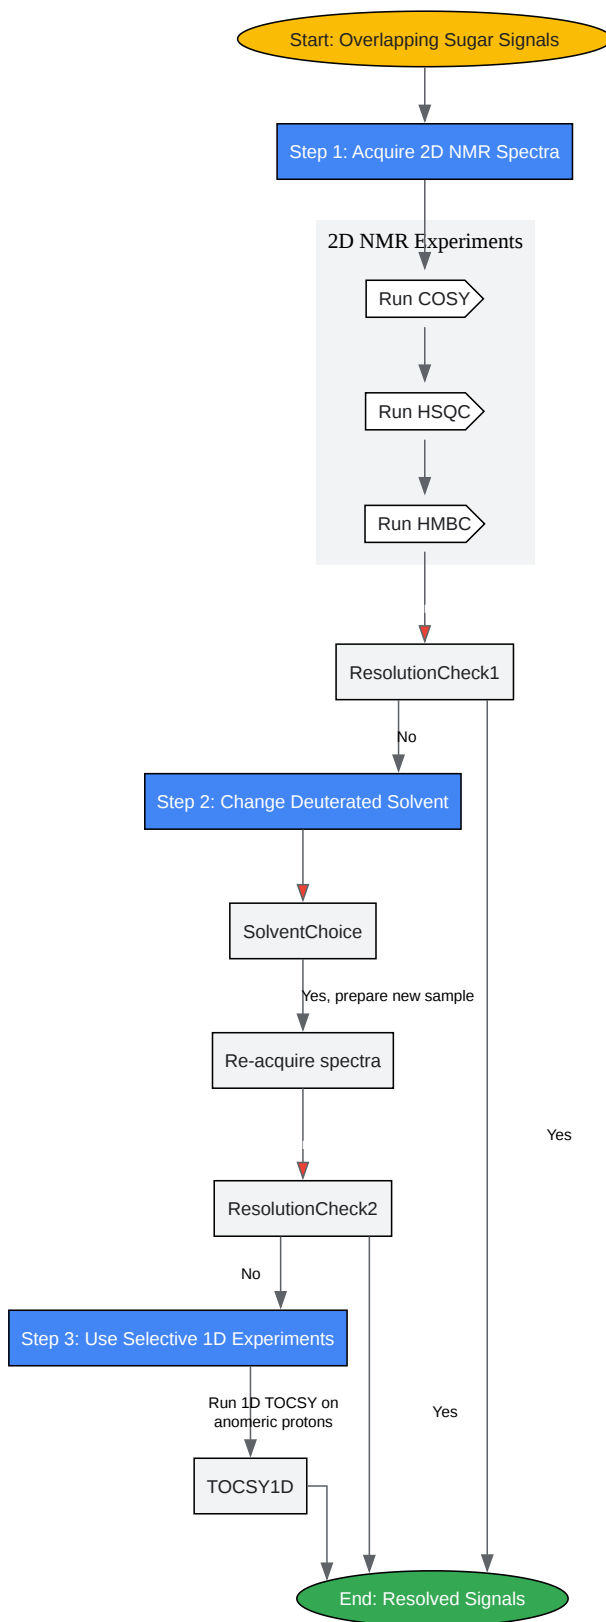 Start: Overlapping Sugar Signals
Step 1: Acquire 2D NMR Spectra
2D NMR Experiments
Run COSY
Run HSQC
Run HMBC
ResolutionCheck1
No
Step 2: Change Deuterated Solvent
SolventChoice
Yes, prepare new sample
Re-acquire spectra
Yes
ResolutionCheck2
No
Step 3: Use Selective 1D Experiments
Run 1D TOCSY on
anomeric protons
Yes
TOCSY1D
End: Resolved Signals